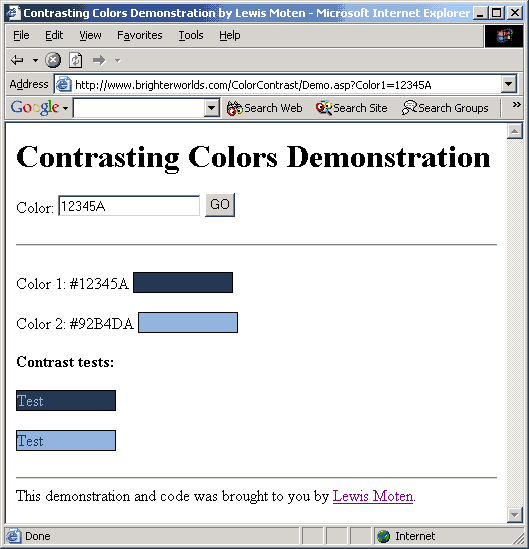 Contrasting Colors Demonstration by Lewis Moten - Microsoft Internet Explorer
File Edit View Favorites Tools Help
Address http://www.brighterworlds.com/ColorContrast/Demo.asp?Color1=12345A
Google Search Web Search Site Search Groups »
Contrasting Colors Demonstration
Color: 12345A GO
Color 1: #12345A
Color 2: #92B4DA
Contrast tests:
Test
Test
This demonstration and code was brought to you by Lewis Moten.
Done Internet